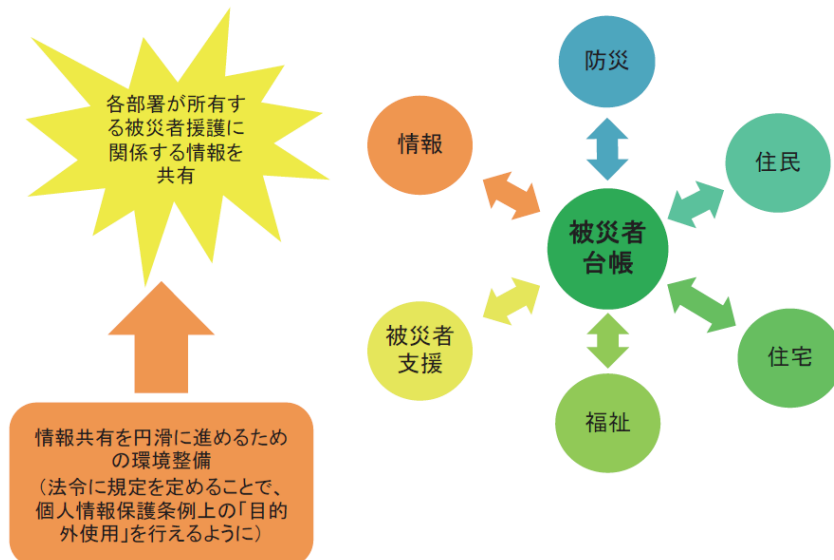 各部署が所有す
る被災者援護に
関係する情報を
共有
情報共有を円滑に進めるため
の環境整備
（法令に規定を定めることで、
個人情報保護条例上の「目的
外使用」を行えるように）
防災
情報
住民
被災者
台帳
被災者
支援
住宅
福祉